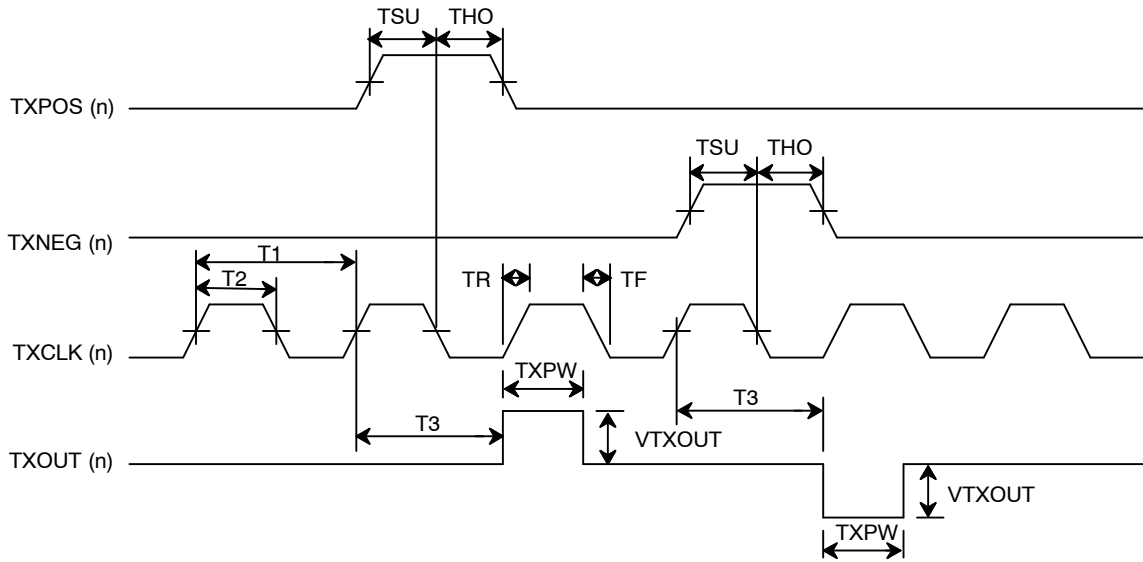 TSU THO
TXPOS (n)
TSU THO
TXNEG (n)
T1
T2
TR TF
TXCLK (n)
TXPW
T3
T3
VTXOUT
TXOUT (n)
VTXOUT
TXPW